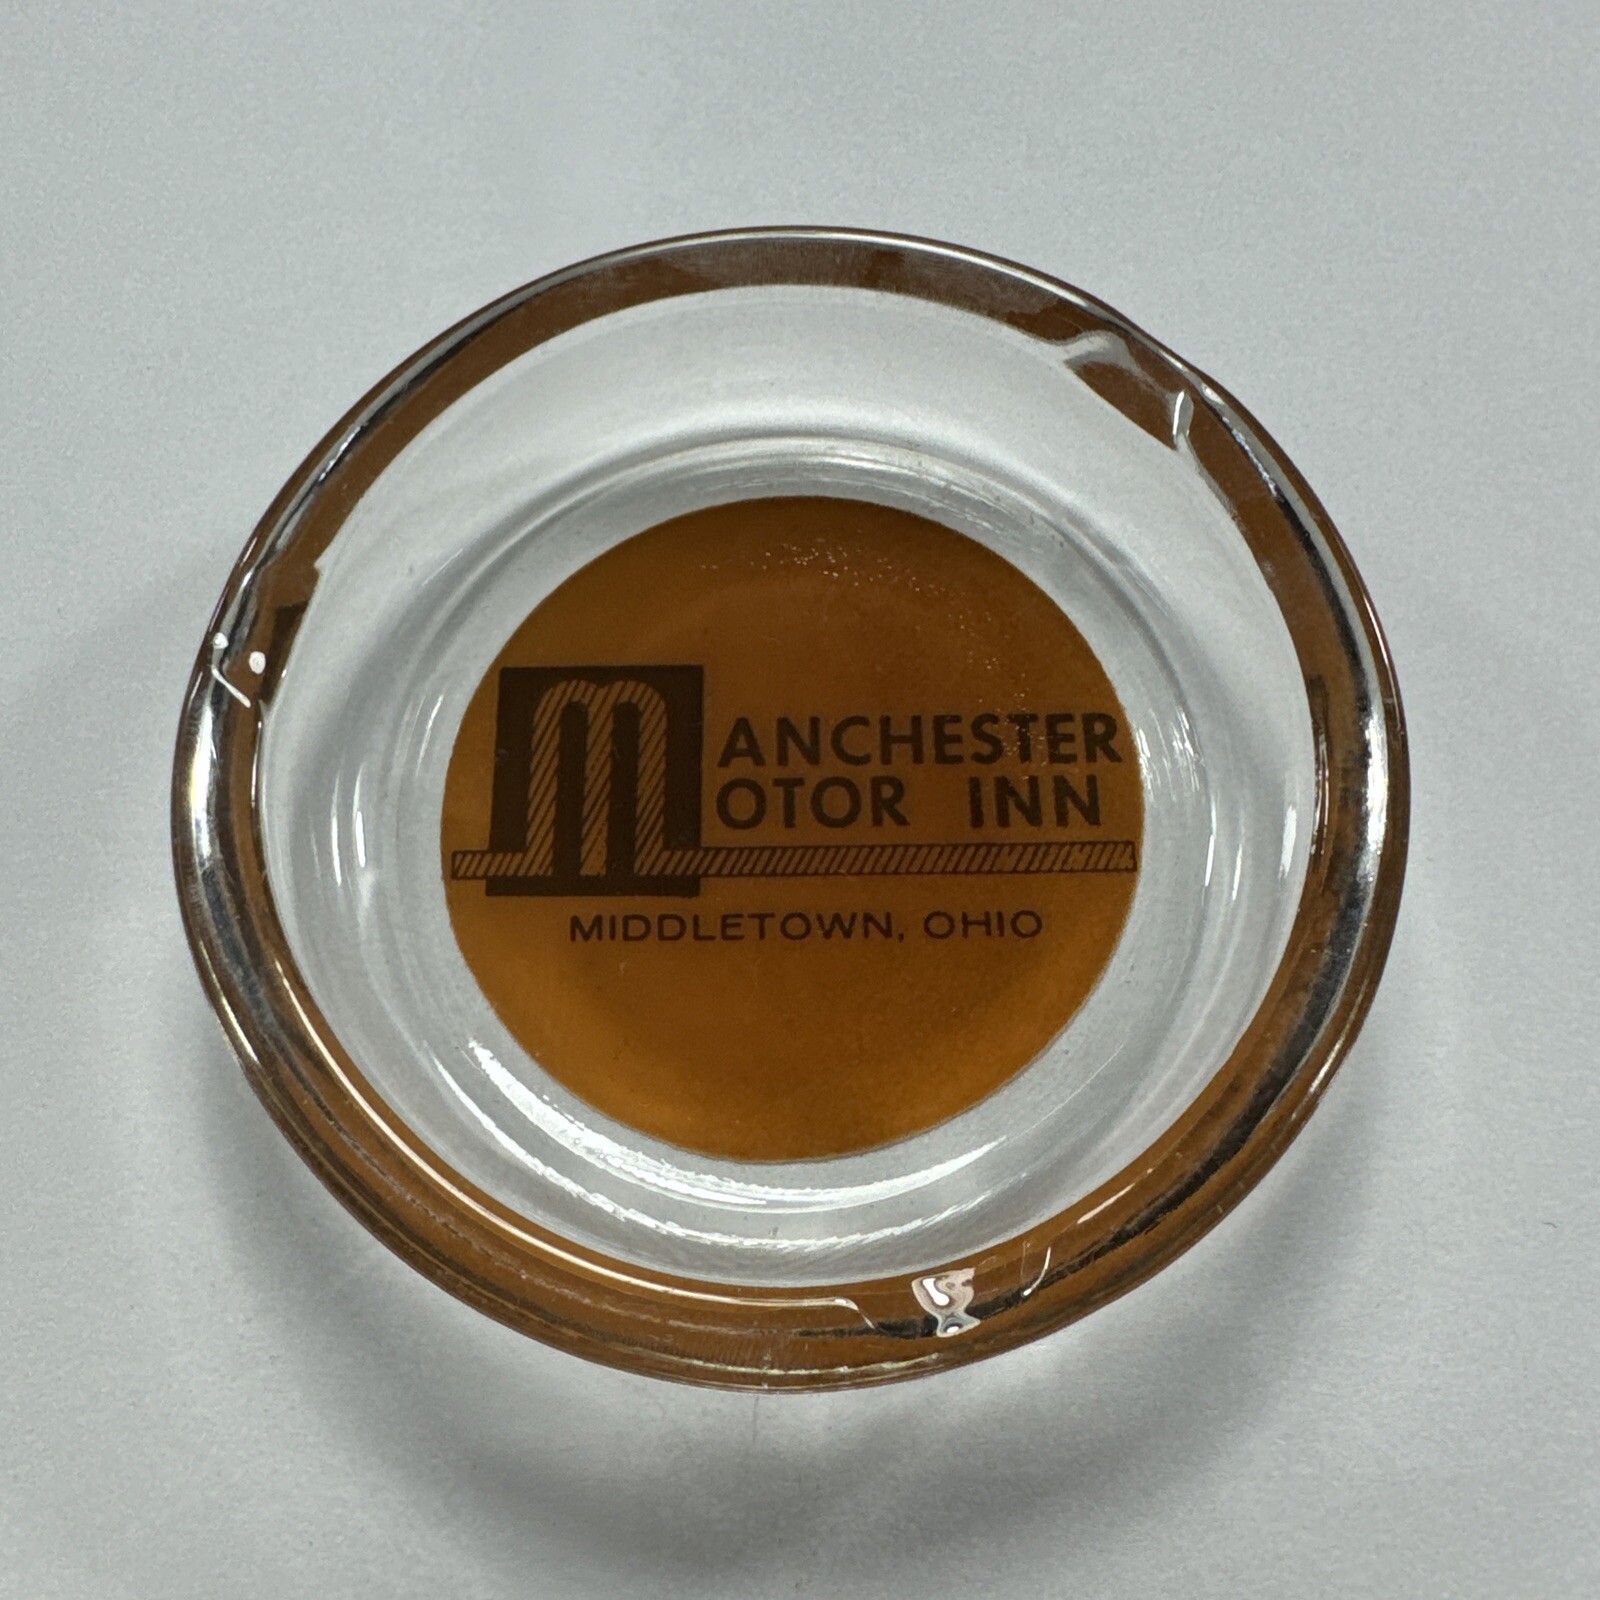 MANCHESTER
MOTOR INN
MIDDLETOWN, OHIO